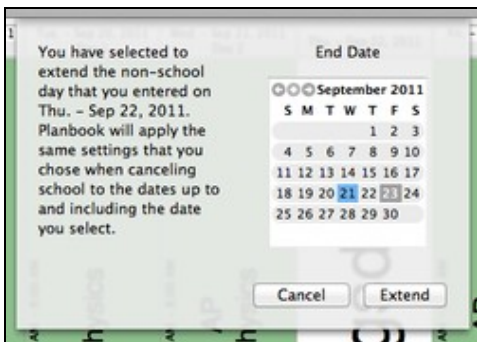 You have selected to
extend the non-school
day that you entered on
Thu. – Sep 22, 2011.
Planbook will apply the
same settings that you
chose when canceling
school to the dates up to
and including the date
you select.
End Date
September 2011
S M T W T F S
1 2 3
4 5 6 7 8 9 10
11 12 13 14 15 16 17
18 19 20 21 22 23 24
25 26 27 28 29 30
Cancel Extend
AP
hysics